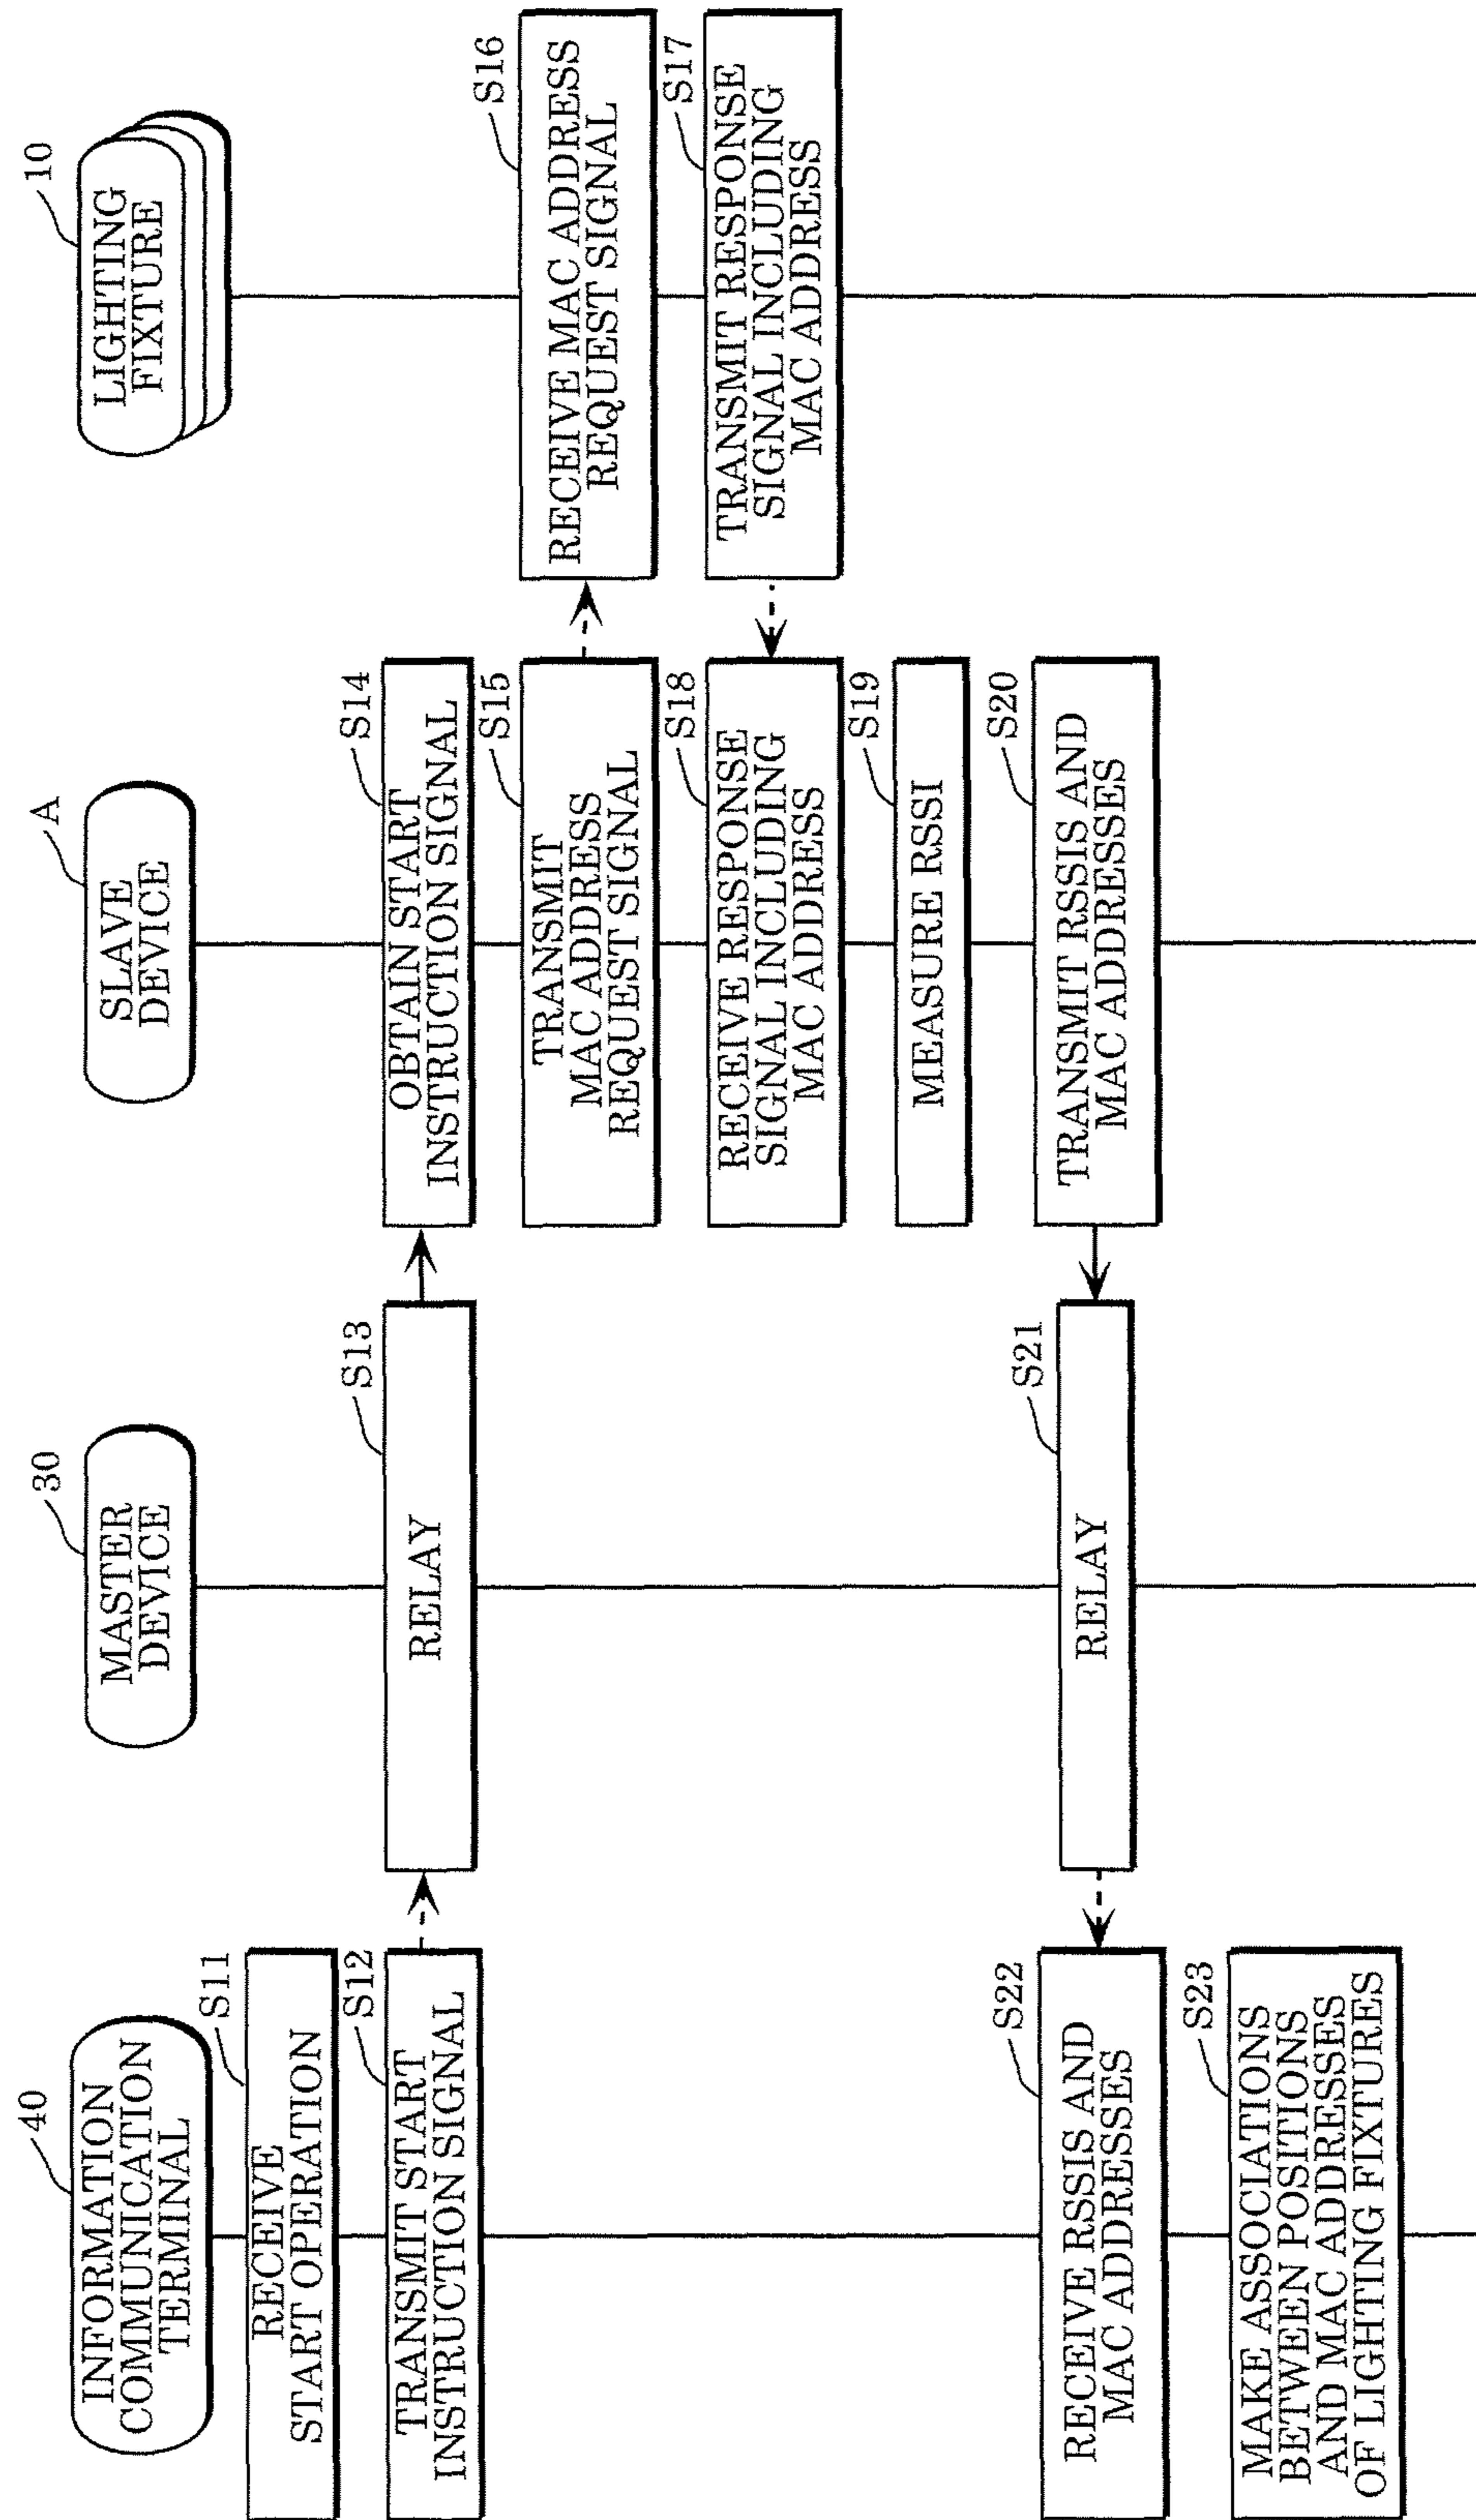 40
INFORMATION
COMMUNICATION
TERMINAL
30
MASTER
DEVICE
A
SLAVE
DEVICE
10
LIGHTING
FIXTURE
S11
RECEIVE
START OPERATION
S12
TRANSMIT START
INSTRUCTION SIGNAL
S13
RELAY
S14
OBTAIN START
INSTRUCTION SIGNAL
S15
TRANSMIT
MAC ADDRESS
REQUEST SIGNAL
S16
RECEIVE MAC ADDRESS
REQUEST SIGNAL
S17
TRANSMIT RESPONSE
SIGNAL INCLUDING
MAC ADDRESS
S18
RECEIVE RESPONSE
SIGNAL INCLUDING
MAC ADDRESS
S19
MEASURE RSSI
S20
TRANSMIT RSSIS AND
MAC ADDRESSES
S21
RELAY
S22
RECEIVE RSSIS AND
MAC ADDRESSES
S23
MAKE ASSOCIATIONS
BETWEEN POSITIONS
AND MAC ADDRESSES
OF LIGHTING FIXTURES